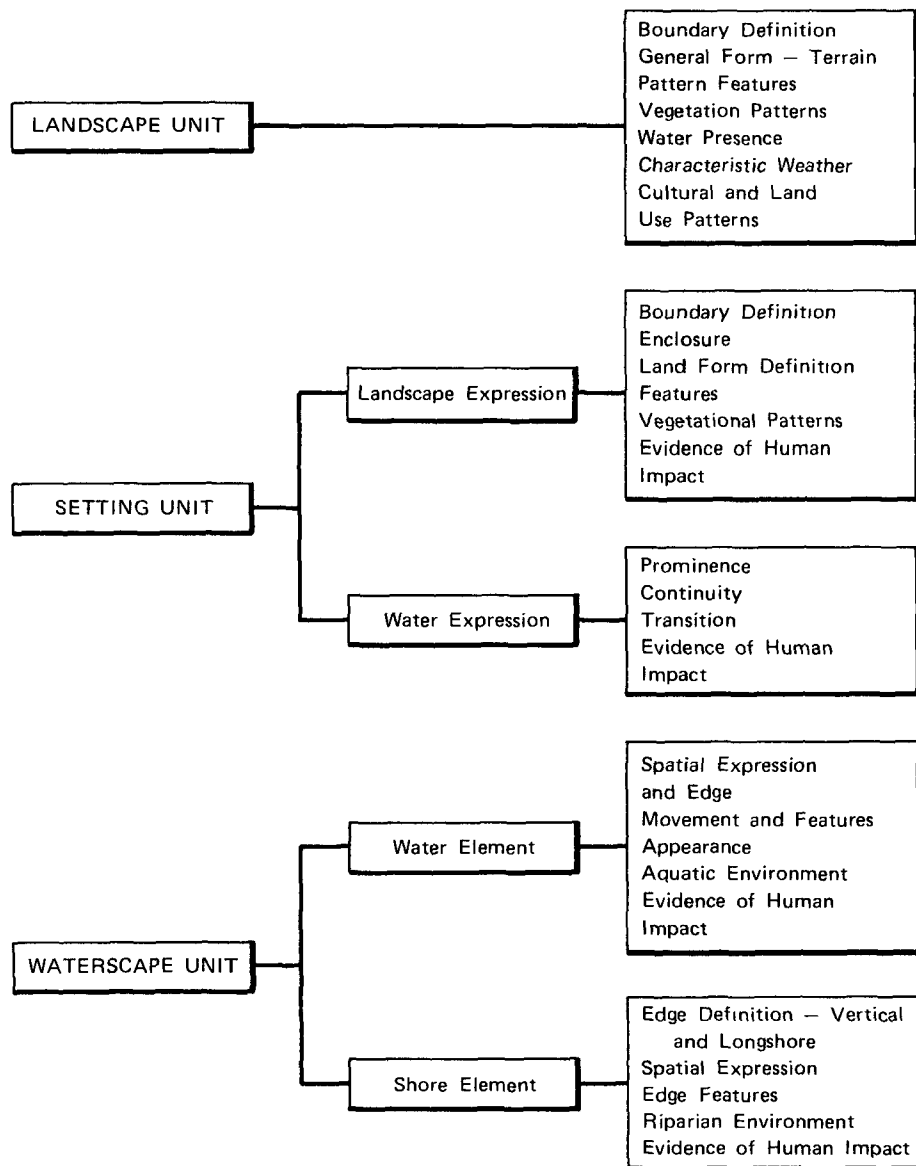 LANDSCAPE UNIT
Boundary Definition
General Form — Terrain
Pattern Features
Vegetation Patterns
Water Presence
Characteristic Weather
Cultural and Land
Use Patterns
SETTING UNIT
Landscape Expression
Boundary Definition
Enclosure
Land Form Definition
Features
Vegetational Patterns
Evidence of Human
Impact
Water Expression
Prominence
Continuity
Transition
Evidence of Human
Impact
WATERSCAPE UNIT
Water Element
Spatial Expression
and Edge
Movement and Features
Appearance
Aquatic Environment
Evidence of Human
Impact
Shore Element
Edge Definition — Vertical
and Longshore
Spatial Expression
Edge Features
Riparian Environment
Evidence of Human Impact